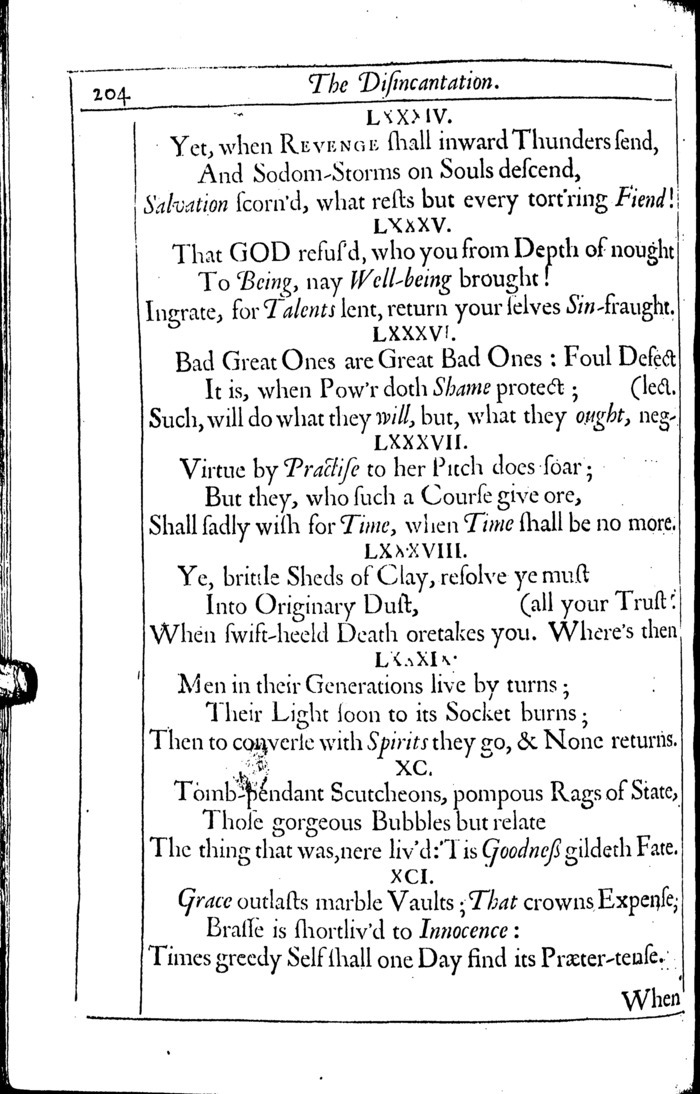 204 The Disincantation.
LXXXIV.
Yet, when REVENGE ſhall inward Thunders ſend,
And Sodom-Storms on Souls deſcend,
Salvation ſcorn'd, what reſts but every tort'ring Fiend!
LXXXV.
That GOD refuſ'd, who you from Depth of nought
To Being, nay Well-being brought!
Ingrate, for Talents lent, return your ſelves Sin-fraught.
LXXXVI.
Bad Great Ones are Great Bad Ones : Foul Defect
It is, when Pow'r doth Shame protect ; (lect.
Such, will do what they will, but, what they ought, neg-
LXXXVII.
Virtue by Practiſe to her Pitch does ſoar ;
But they, who ſuch a Courſe give ore,
Shall ſadly wiſh for Time, when Time ſhall be no more.
LXXXVIII.
Ye, brittle Sheds of Clay, reſolve ye muſt
Into Originary Duſt, (all your Truſt?
When ſwift-heeld Death oretakes you. Where's then
LXXXIX.
Men in their Generations live by turns ;
Their Light ſoon to its Socket burns ;
Then to converſe with Spirits they go, & None returns.
XC.
Tomb-pendant Scutcheons, pompous Rags of State,
Thoſe gorgeous Bubbles but relate
The thing that was, nere liv'd: 'Tis Goodneß gildeth Fate.
XCI.
Grace outlaſts marble Vaults ; That crowns Expenſe;
Braſſe is ſhortliv'd to Innocence :
Times greedy Self ſhall one Day find its Præter-tenſe.
When